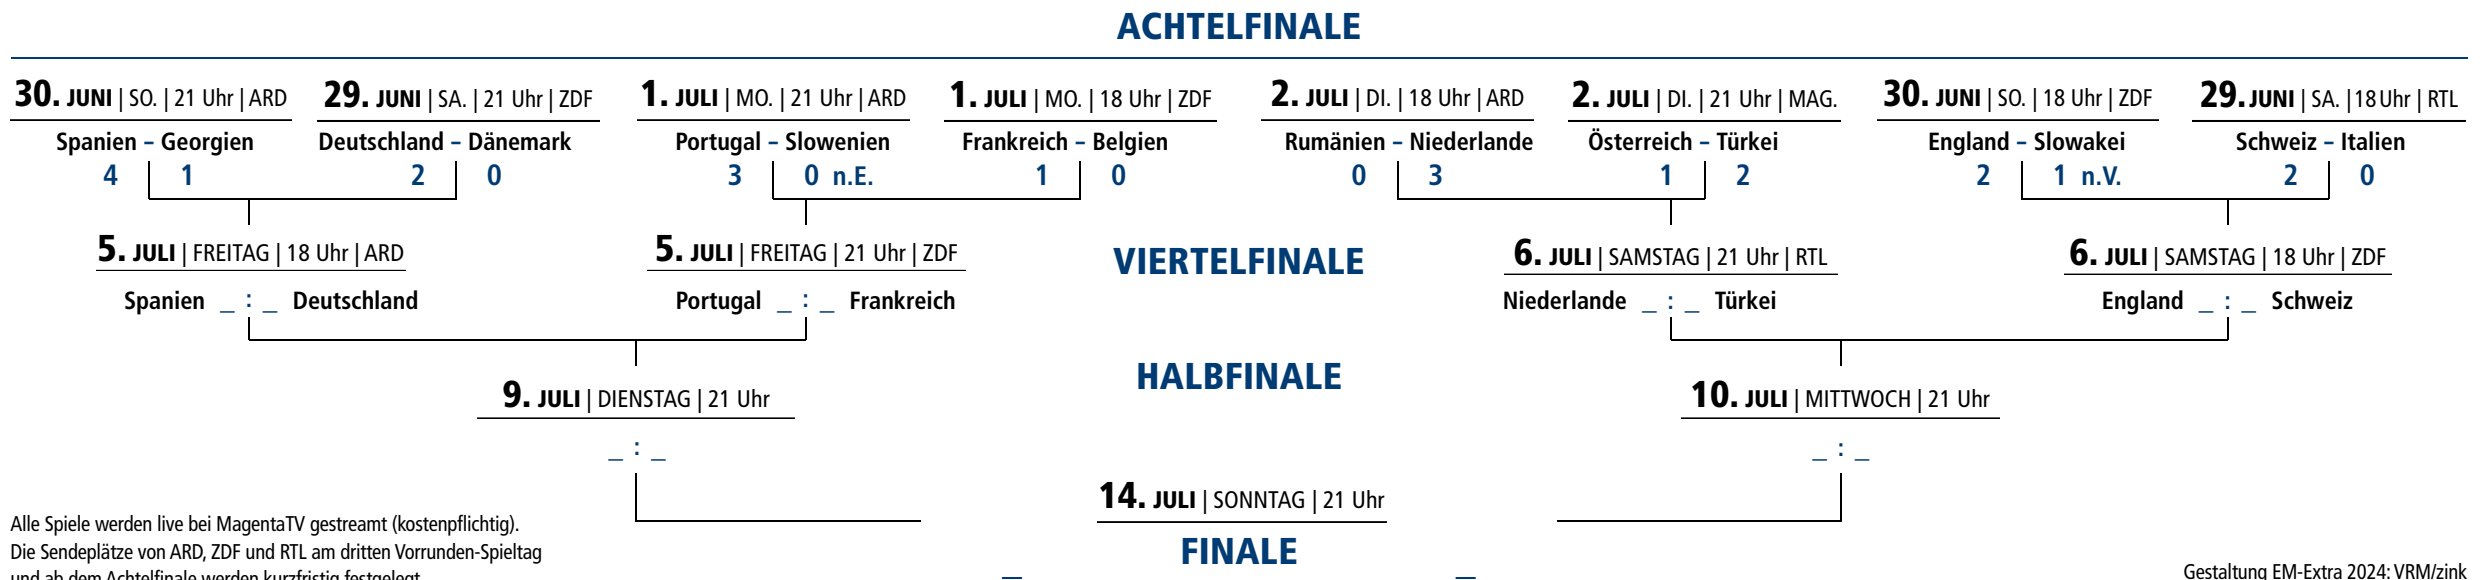 ACHTELFINALE
30. JUNI | SO. | 21 Uhr | ARD
29. JUNI | SA. | 21 Uhr | ZDF
1. JULI | MO. | 21 Uhr | ARD
1. JULI | MO. | 18 Uhr | ZDF
2. JULI | DI. | 18 Uhr | ARD
2. JULI | DI. | 21 Uhr | MAG.
30. JUNI | SO. | 18 Uhr | ZDF
29. JUNI | SA. | 18 Uhr | RTL
Spanien – Georgien
Deutschland – Dänemark
Portugal – Slowenien
Frankreich – Belgien
Rumänien – Niederlande
Österreich – Türkei
England – Slowakei
Schweiz – Italien
4 1
2 0
3 0 n.E.
1 0
0 3
1 2
2 1 n.V.
2 0
5. JULI | FREITAG | 18 Uhr | ARD
5. JULI | FREITAG | 21 Uhr | ZDF
VIERTELFINALE
6. JULI | SAMSTAG | 21 Uhr | RTL
6. JULI | SAMSTAG | 18 Uhr | ZDF
Spanien _ : _ Deutschland
Portugal _ : _ Frankreich
Niederlande _ : _ Türkei
England _ : _ Schweiz
HALBFINALE
9. JULI | DIENSTAG | 21 Uhr
10. JULI | MITTWOCH | 21 Uhr
_ : _
_ : _
14. JULI | SONNTAG | 21 Uhr
FINALE
Alle Spiele werden live bei MagentaTV gestreamt (kostenpflichtig).
Die Sendeplätze von ARD, ZDF und RTL am dritten Vorrunden-Spieltag
und ab dem Achtelfinale werden kurzfristig festgelegt
Gestaltung EM-Extra 2024: VRM/zink